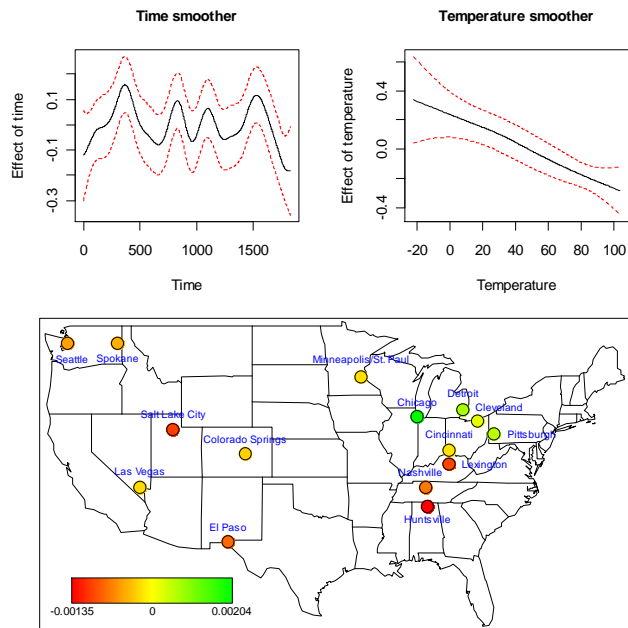 Time smoother
Temperature smoother
Effect of time
-0.3
-0.1
0.1
0
500
1000
1500
Time
Effect of temperature
-0.4
0.0
0.4
-20
0
20
40
60
80
100
Temperature
Seattle
Spokane
Minneapolis/St. Paul
Detroit
Chicago
Cleveland
Salt Lake City
Colorado Springs
Cincinnati
Pittsburgh
Las Vegas
Nashville
Lexington
Huntsville
El Paso
-0.00135
0
0.00204